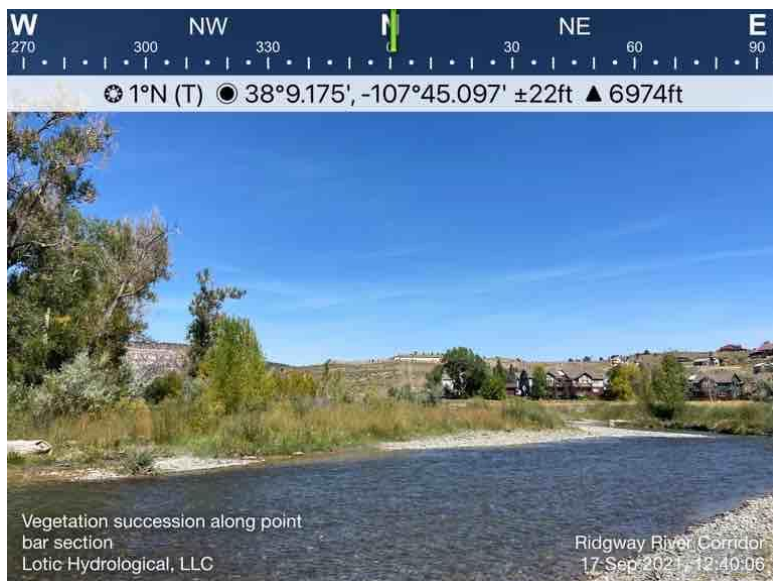 W NW N NE E
270 300 330 0 30 60 90
1°N (T) 38°9.175', -107°45.097' ±22ft ▲ 6974ft
Vegetation succession along point
bar section
Lotic Hydrological, LLC
Ridgway River Corridor
17 Sep 2021, 12:40:06